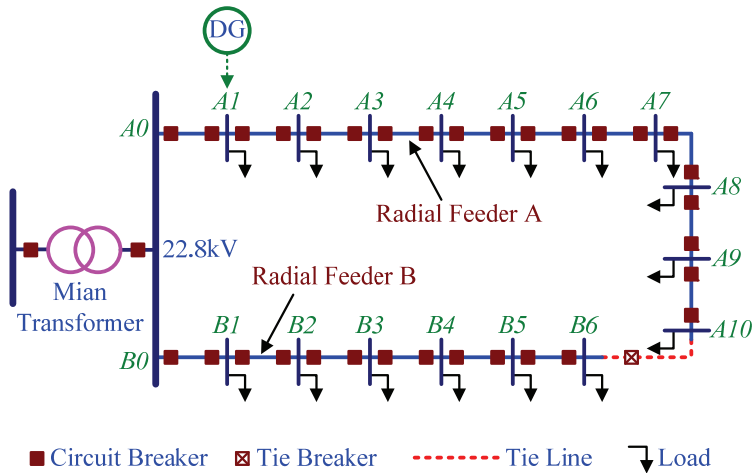 DG
A1 A2 A3 A4 A5 A6 A7
A0
A8
Radial Feeder A
22.8kV
A9
Mian
Transformer
Radial Feeder B
B1 B2 B3 B4 B5 B6
A10
B0
Circuit Breaker Tie Breaker Tie Line Load